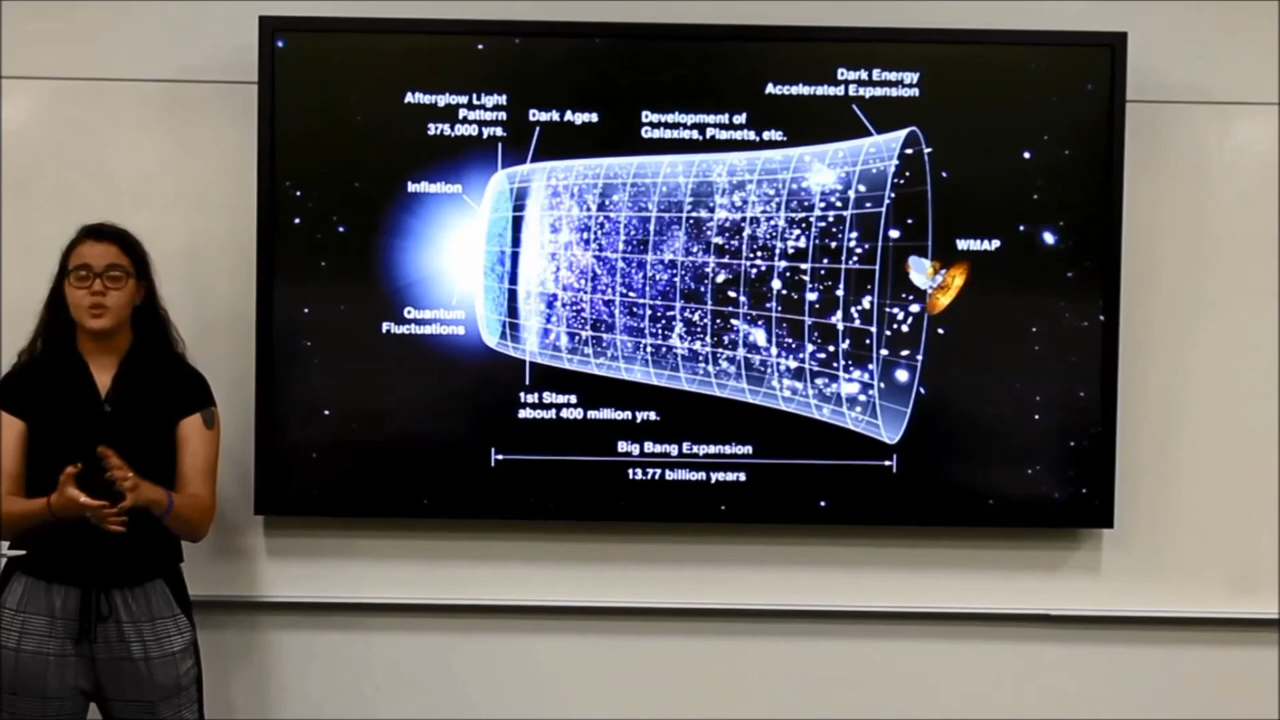 Dark Energy
Accelerated Expansion
Afterglow Light
Pattern
375,000 yrs.
Dark Ages
Development of
Galaxies, Planets, etc.
Inflation
WMAP
Quantum
Fluctuations
1st Stars
about 400 million yrs.
Big Bang Expansion
13.77 billion years